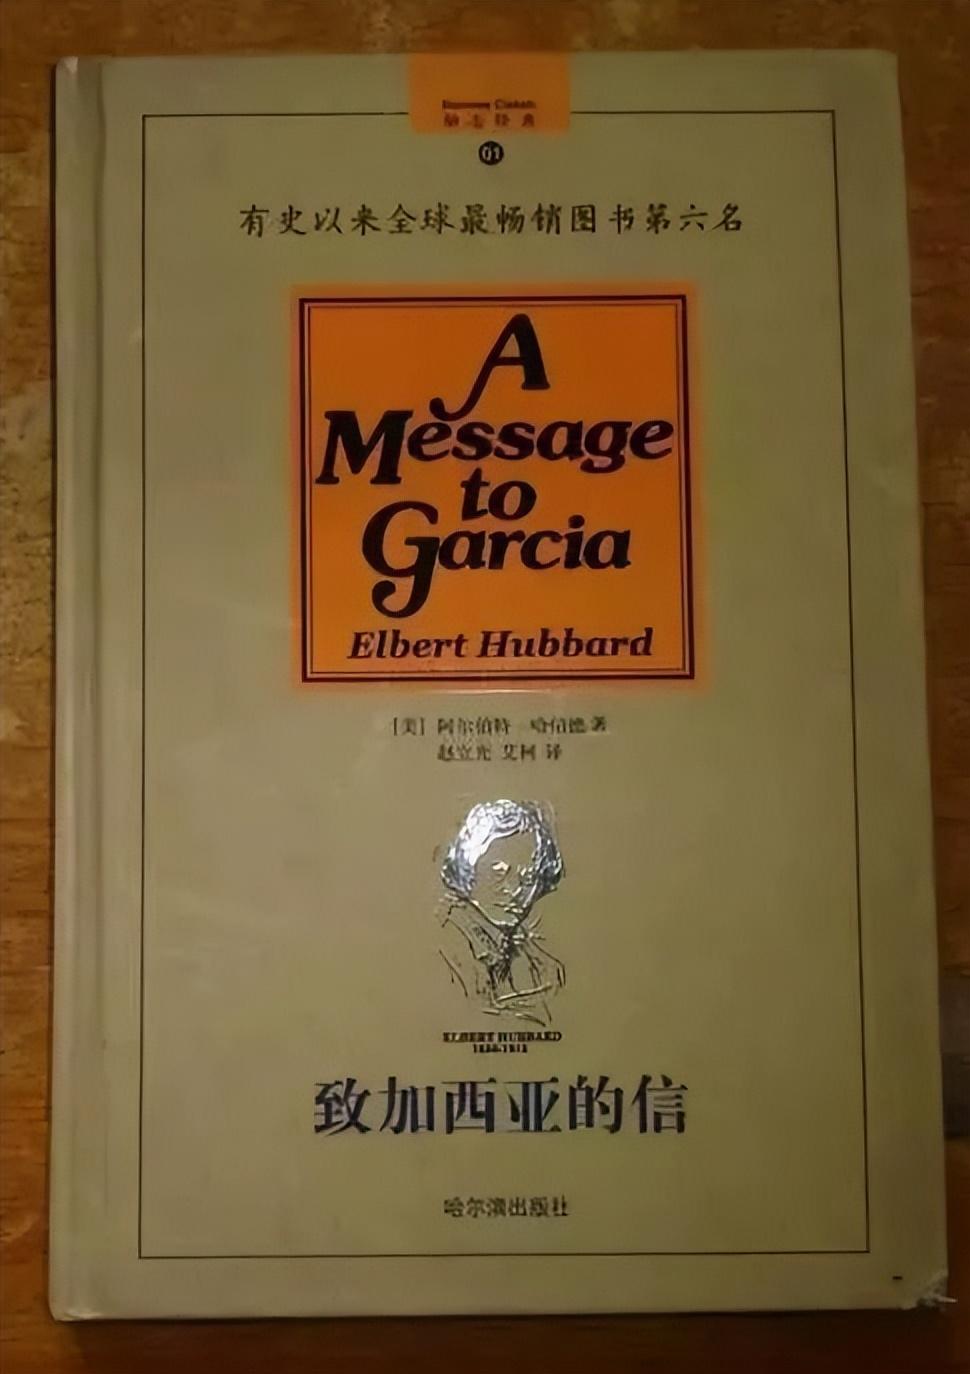 励志经典
01
有史以来全球最畅销图书第六名
A
Message
to
Garcia
Elbert Hubbard
[美] 阿尔伯特 哈伯德 著
赵立光 艾柯 译
ELBERT HUBBARD
致加西亚的信
哈尔滨出版社